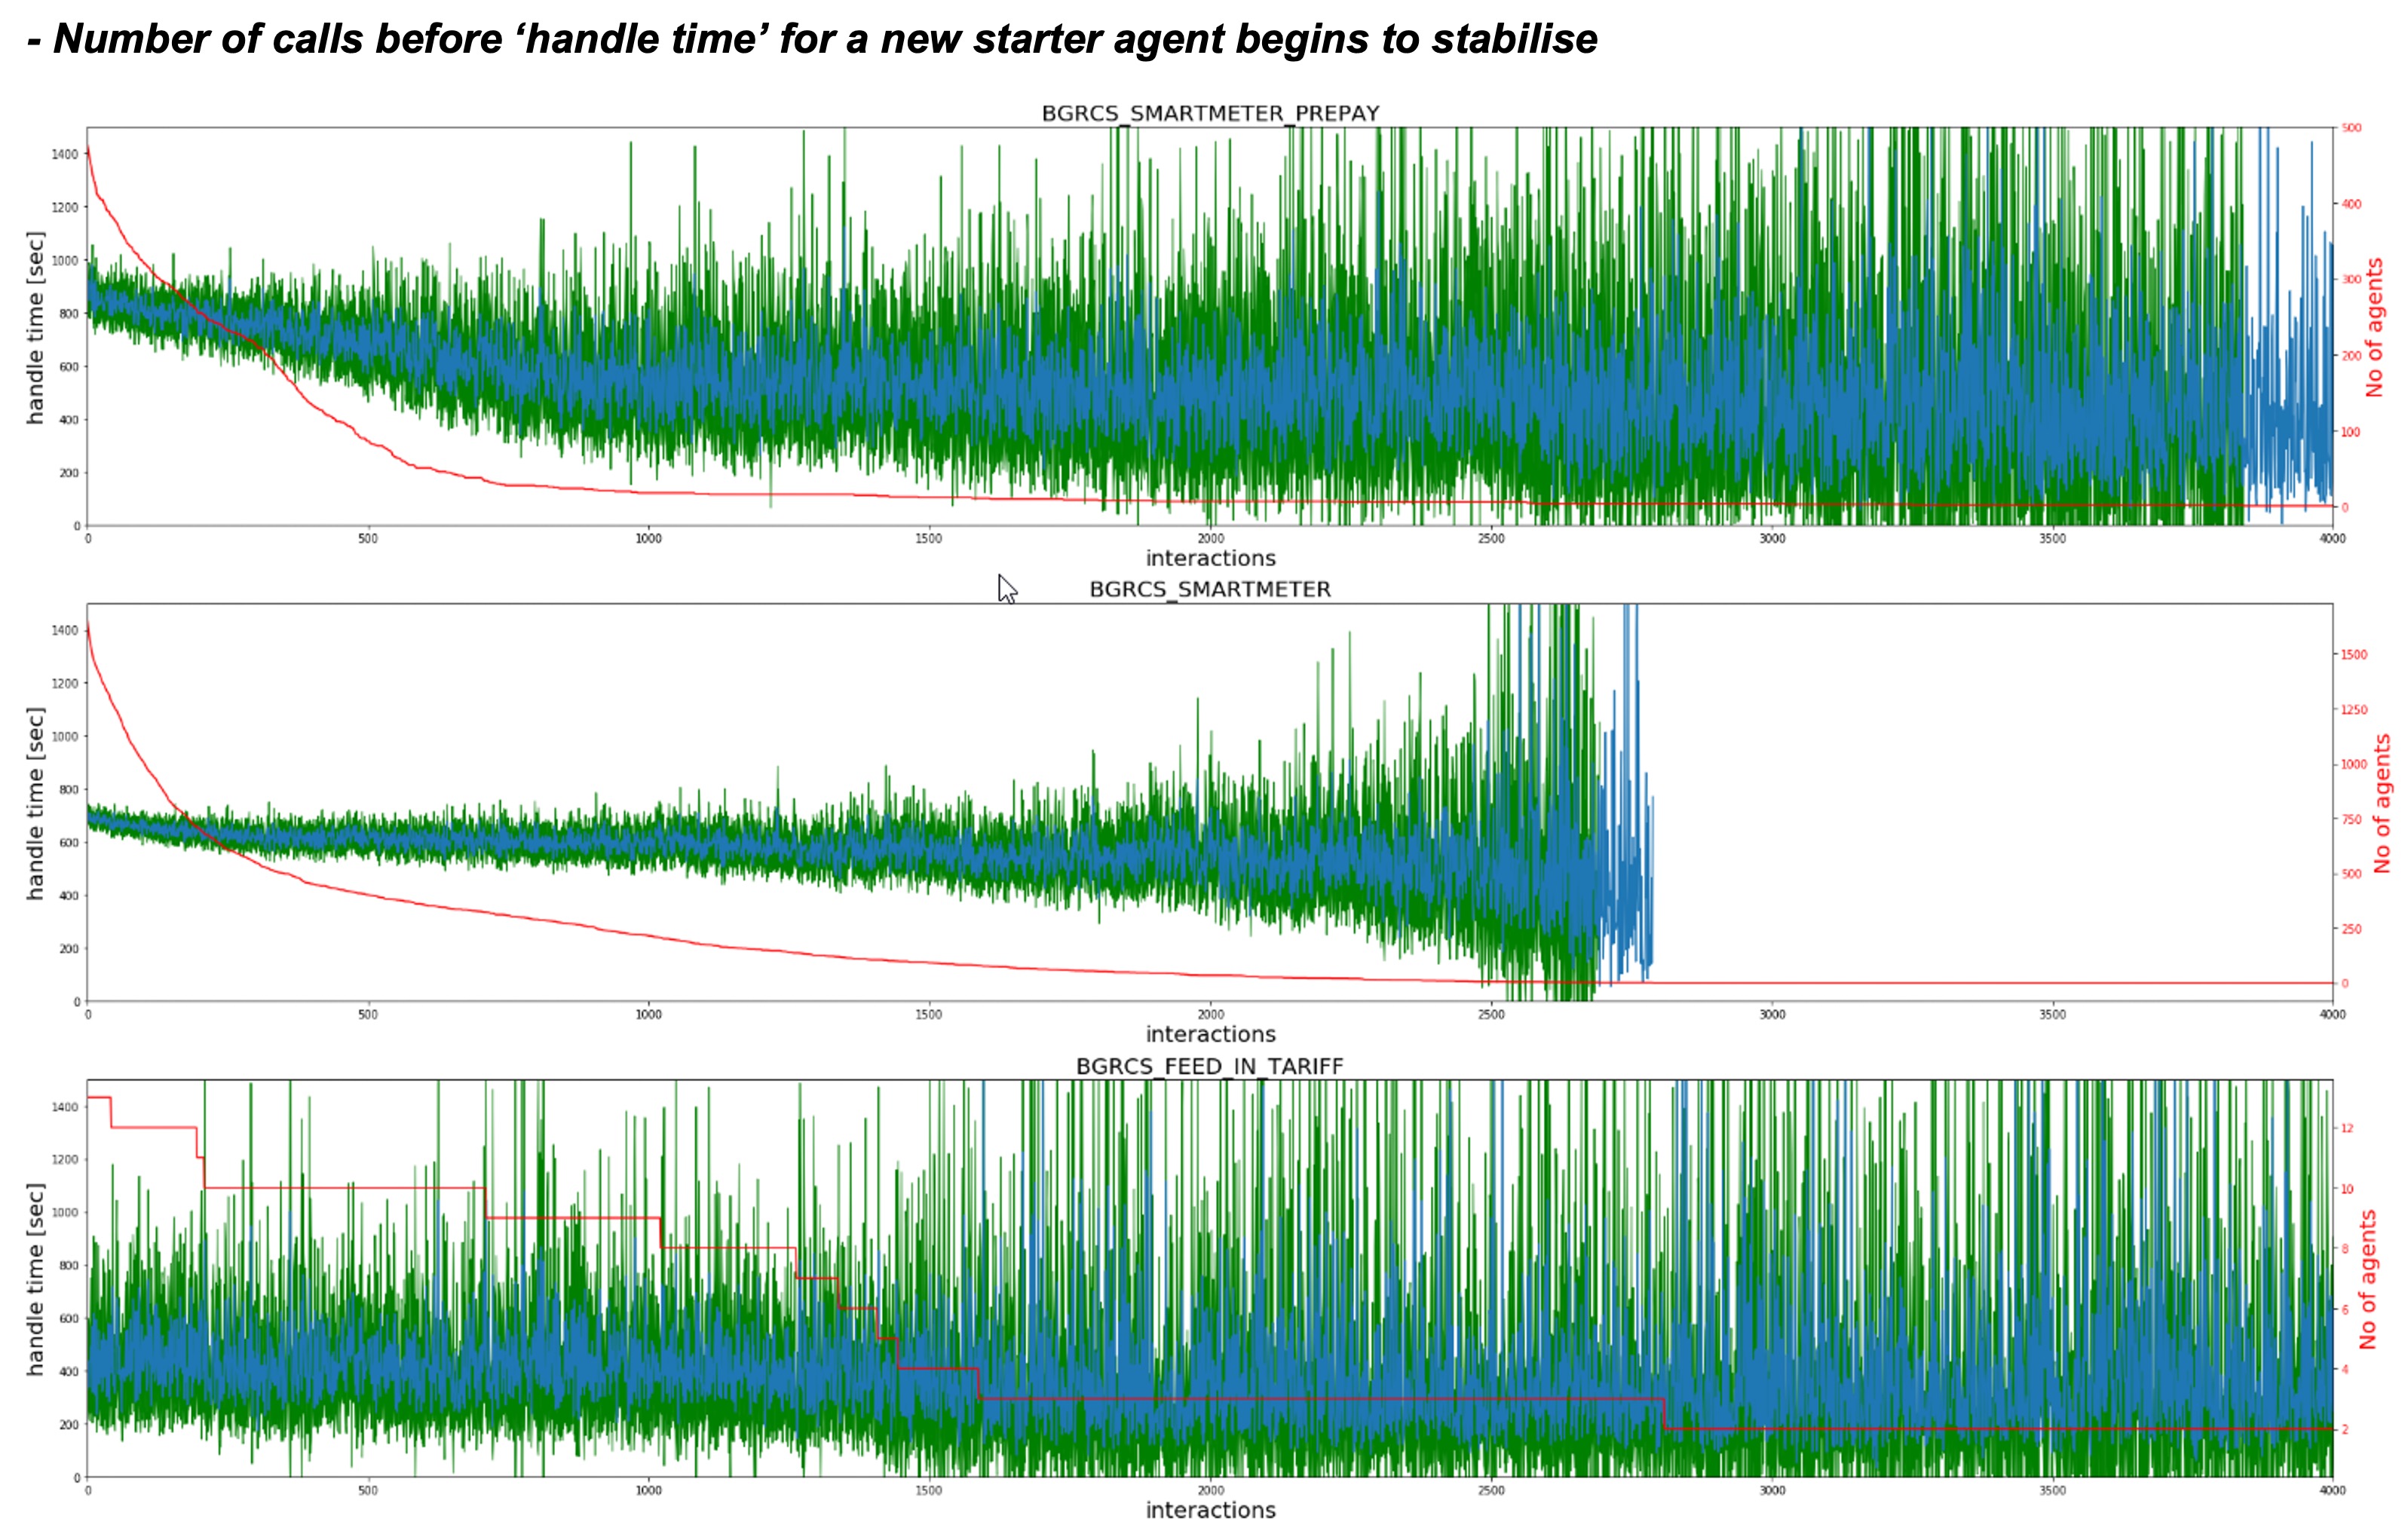 - Number of calls before ‘handle time’ for a new starter agent begins to stabilise
BGRCS_SMARTMETER_PREPAY
handle time [sec]
1400
1200
1000
800
600
400
200
0
0 500 1000 1500 2000 2500 3000 3500 4000
interactions
500
400
300
200
100
0
No of agents
BGRCS_SMARTMETER
handle time [sec]
1400
1200
1000
800
600
400
200
0
0 500 1000 1500 2000 2500 3000 3500 4000
interactions
1500
1250
1000
750
500
250
0
No of agents
BGRCS_FEED_IN_TARIFF
handle time [sec]
1400
1200
1000
800
600
400
200
0
0 500 1000 1500 2000 2500 3000 3500 4000
interactions
12
10
8
6
4
2
No of agents